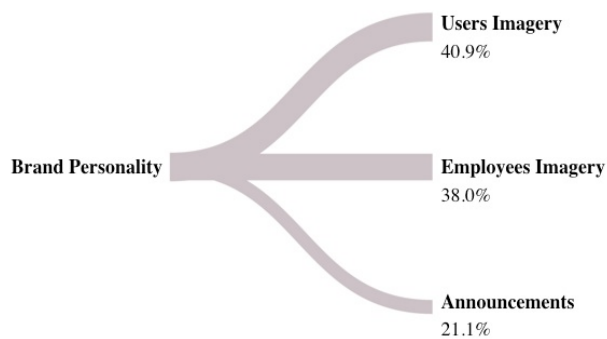 Users Imagery
40.9%
Brand Personality
Employees Imagery
38.0%
Announcements
21.1%